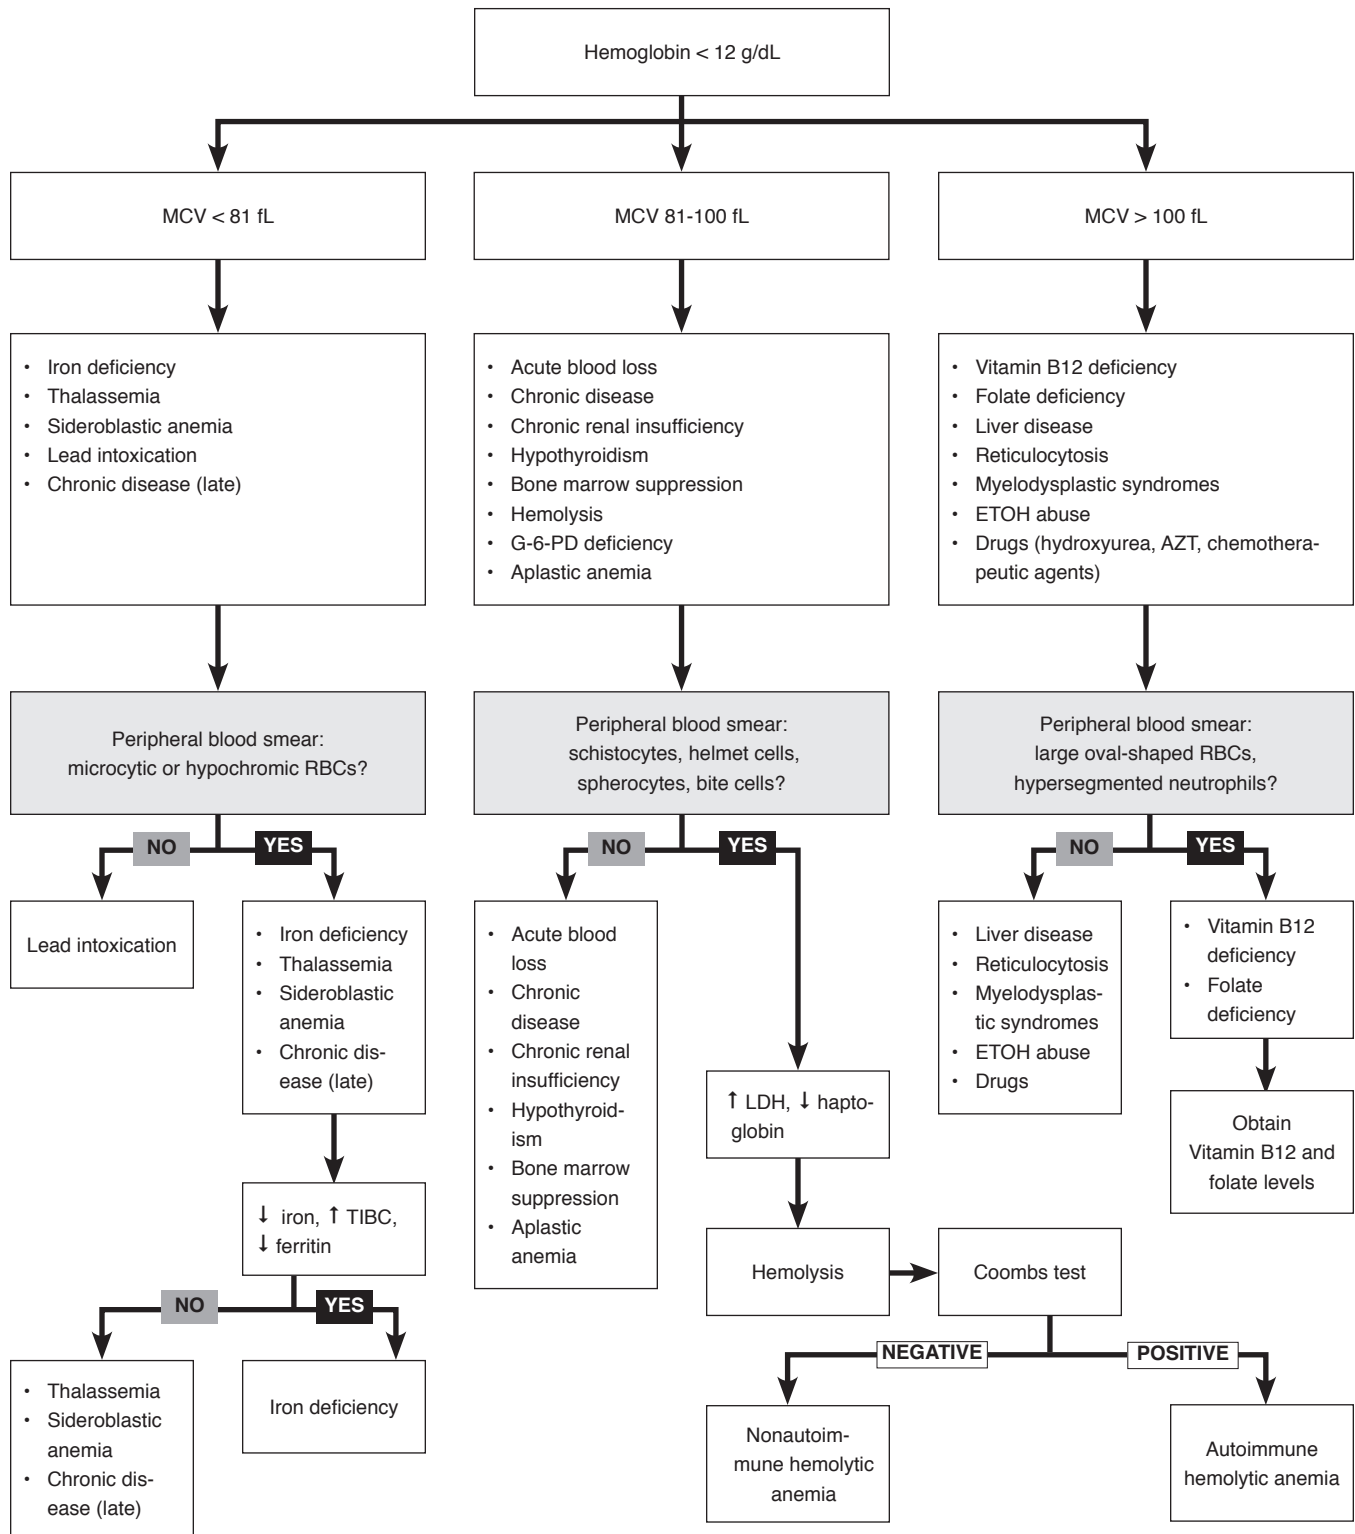 Hemoglobin < 12 g/dL
MCV < 81 fL
MCV 81-100 fL
MCV > 100 fL
• Iron deficiency
• Thalassemia
• Sideroblastic anemia
• Lead intoxication
• Chronic disease (late)
• Acute blood loss
• Chronic disease
• Chronic renal insufficiency
• Hypothyroidism
• Bone marrow suppression
• Hemolysis
• G-6-PD deficiency
• Aplastic anemia
• Vitamin B12 deficiency
• Folate deficiency
• Liver disease
• Reticulocytosis
• Myelodysplastic syndromes
• ETOH abuse
• Drugs (hydroxyurea, AZT, chemothera-
peutic agents)
Peripheral blood smear:
microcytic or hypochromic RBCs?
Peripheral blood smear:
schistocytes, helmet cells,
spherocytes, bite cells?
Peripheral blood smear:
large oval-shaped RBCs,
hypersegmented neutrophils?
NO
YES
NO
YES
NO
YES
Lead intoxication
• Iron deficiency
• Thalassemia
• Sideroblastic
anemia
• Chronic dis-
ease (late)
• Acute blood
loss
• Chronic
disease
• Chronic renal
insufficiency
• Hypothyroid-
ism
• Bone marrow
suppression
• Aplastic
anemia
• Liver disease
• Reticulocytosis
• Myelodysplas-
tic syndromes
• ETOH abuse
• Drugs
• Vitamin B12
deficiency
• Folate
deficiency
↑ LDH, ↓ hapto-
globin
Obtain
Vitamin B12 and
folate levels
↓ iron, ↑ TIBC,
↓ ferritin
Hemolysis
Coombs test
NO
YES
NEGATIVE
POSITIVE
• Thalassemia
• Sideroblastic
anemia
• Chronic dis-
ease (late)
Iron deficiency
Nonautoim-
mune hemolytic
anemia
Autoimmune
hemolytic anemia